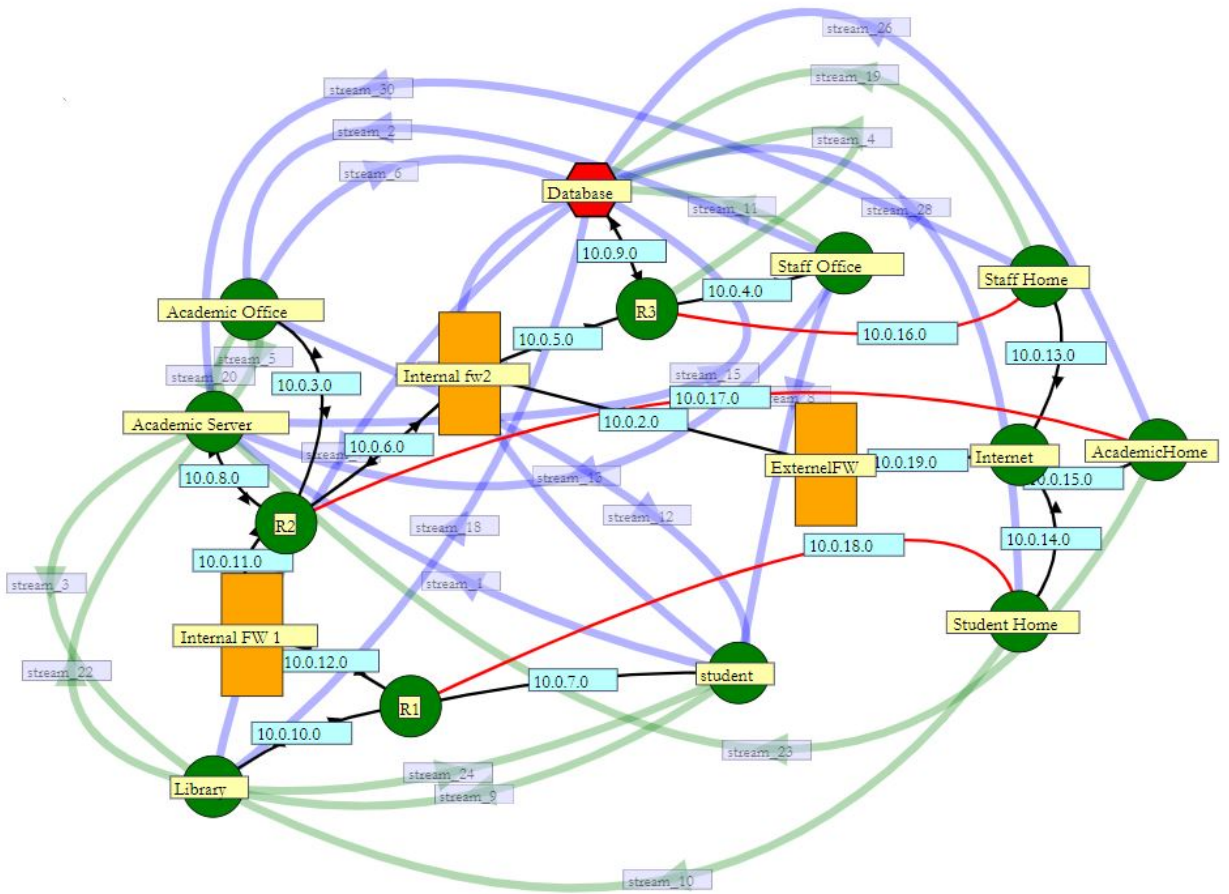 stream_26
stream_19
stream_30
stream_2
stream_4
stream_6
Database
stream_11
stream_28
10.0.9.0
Staff Office
Staff Home
10.0.4.0
Academic Office
R3
10.0.16.0
10.0.5.0
stream_5
10.0.13.0
stream_20
Internal fw2
stream_15
10.0.3.0
10.0.17.0
10.0.2.0
Academic Server
10.0.6.0
AcademicHome
Internet
ExternelFW
10.0.19.0
10.0.8.0
stream_13
10.0.15.0
stream_12
R2
stream_18
10.0.14.0
10.0.18.0
10.0.11.0
stream_3
stream_1
Student Home
Internal FW 1
10.0.12.0
stream_22
student
10.0.7.0
R1
10.0.10.0
stream_23
stream_24
Library
stream_9
stream_10